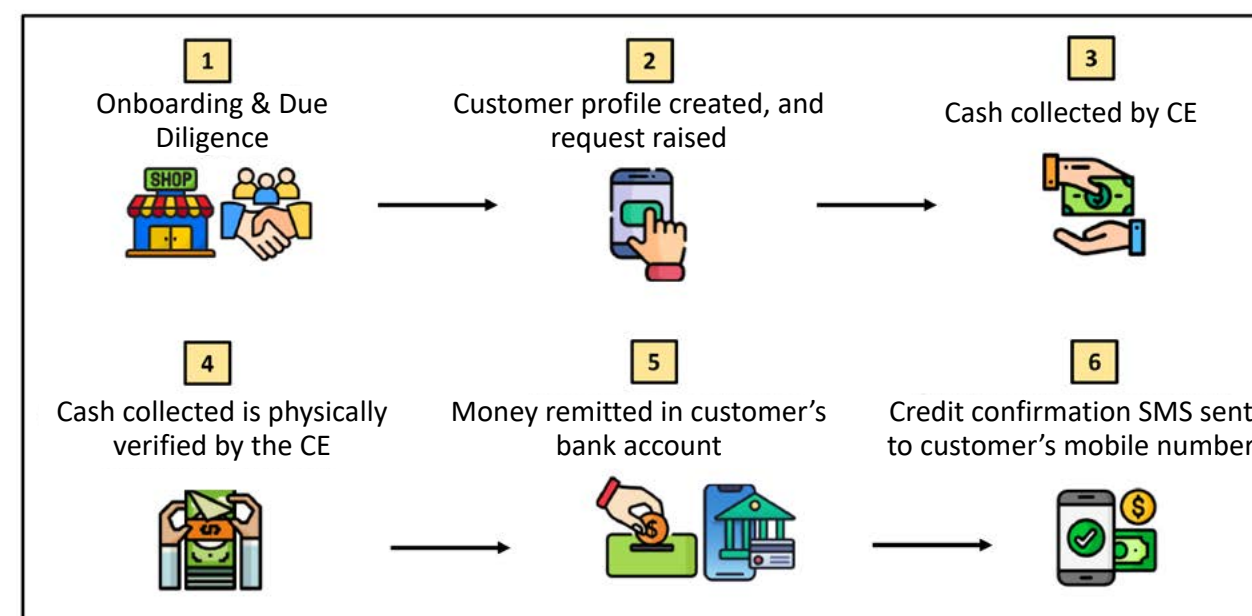 1
Onboarding & Due
Diligence
SHOP
2
Customer profile created, and
request raised
3
Cash collected by CE
4
Cash collected is physically
verified by the CE
5
Money remitted in customer's
bank account
6
Credit confirmation SMS sent
to customer's mobile number